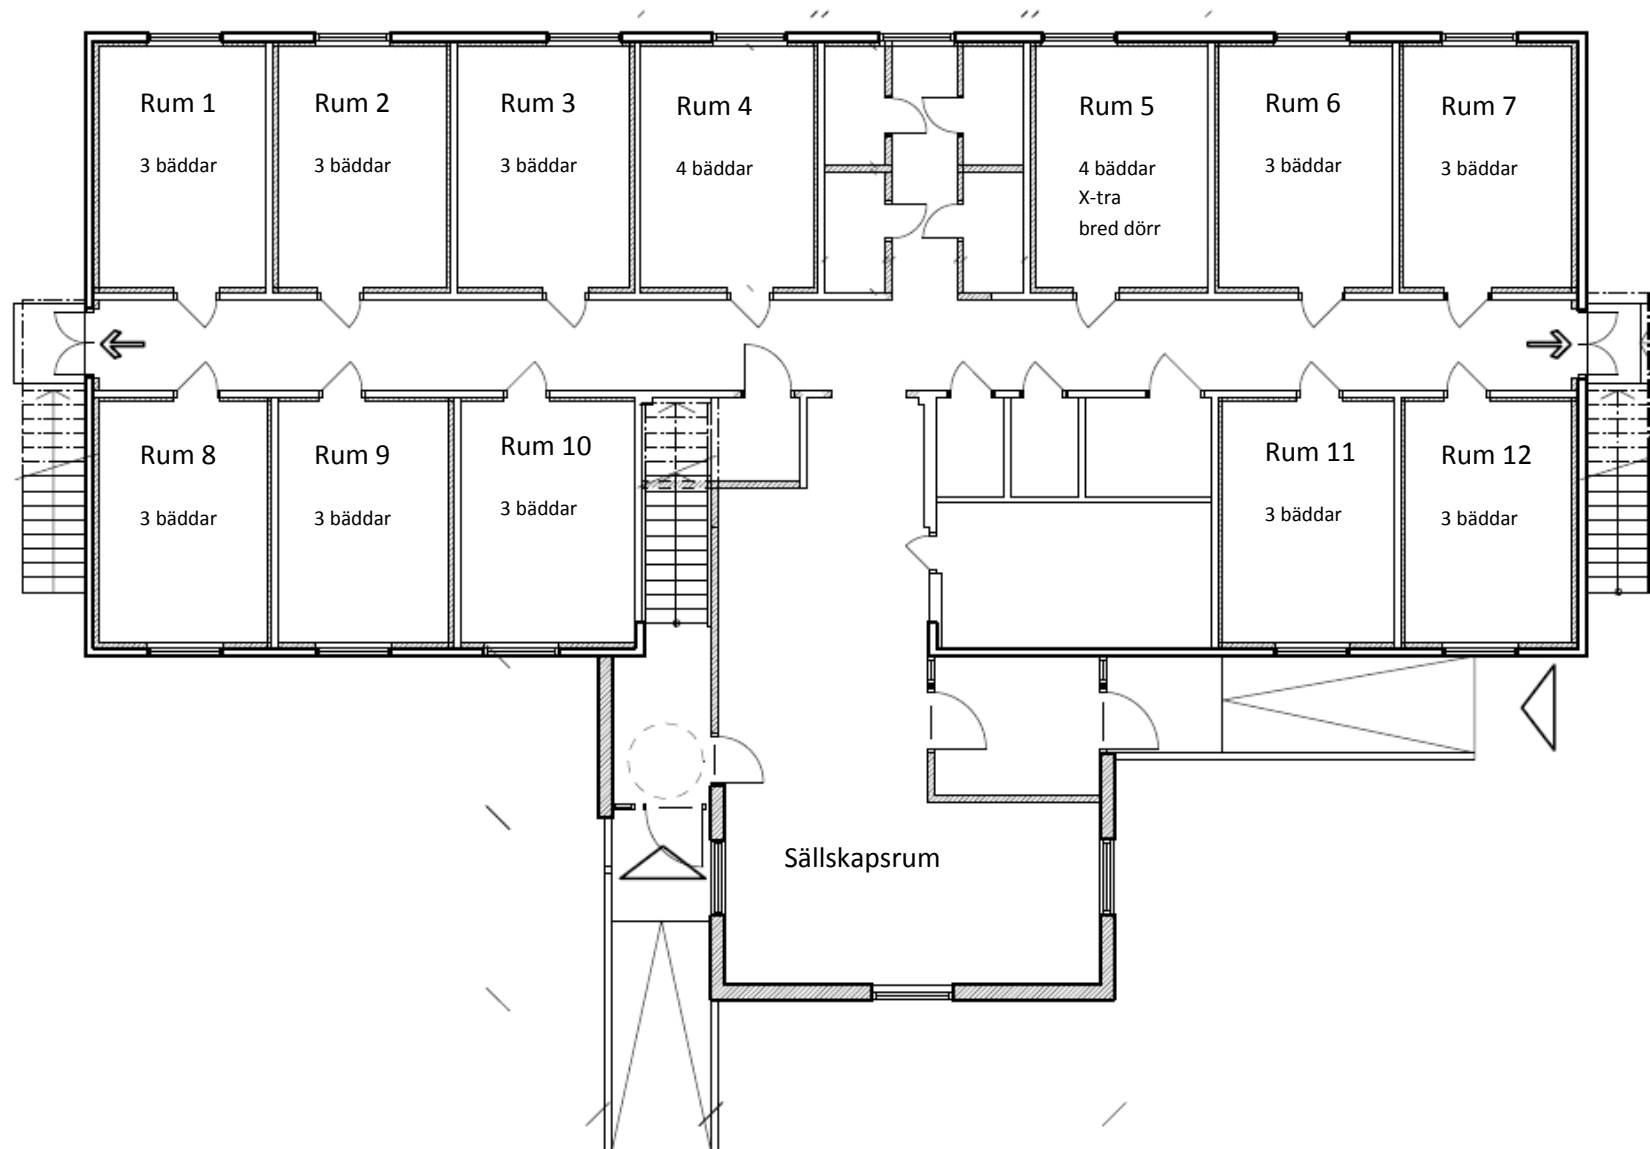 Rum 1
3 bäddar
Rum 2
3 bäddar
Rum 3
3 bäddar
Rum 4
4 bäddar
Rum 5
4 bäddar
X-tra
bred dörr
Rum 6
3 bäddar
Rum 7
3 bäddar
Rum 8
3 bäddar
Rum 9
3 bäddar
Rum 10
3 bäddar
Rum 11
3 bäddar
Rum 12
3 bäddar
Sällskapsrum